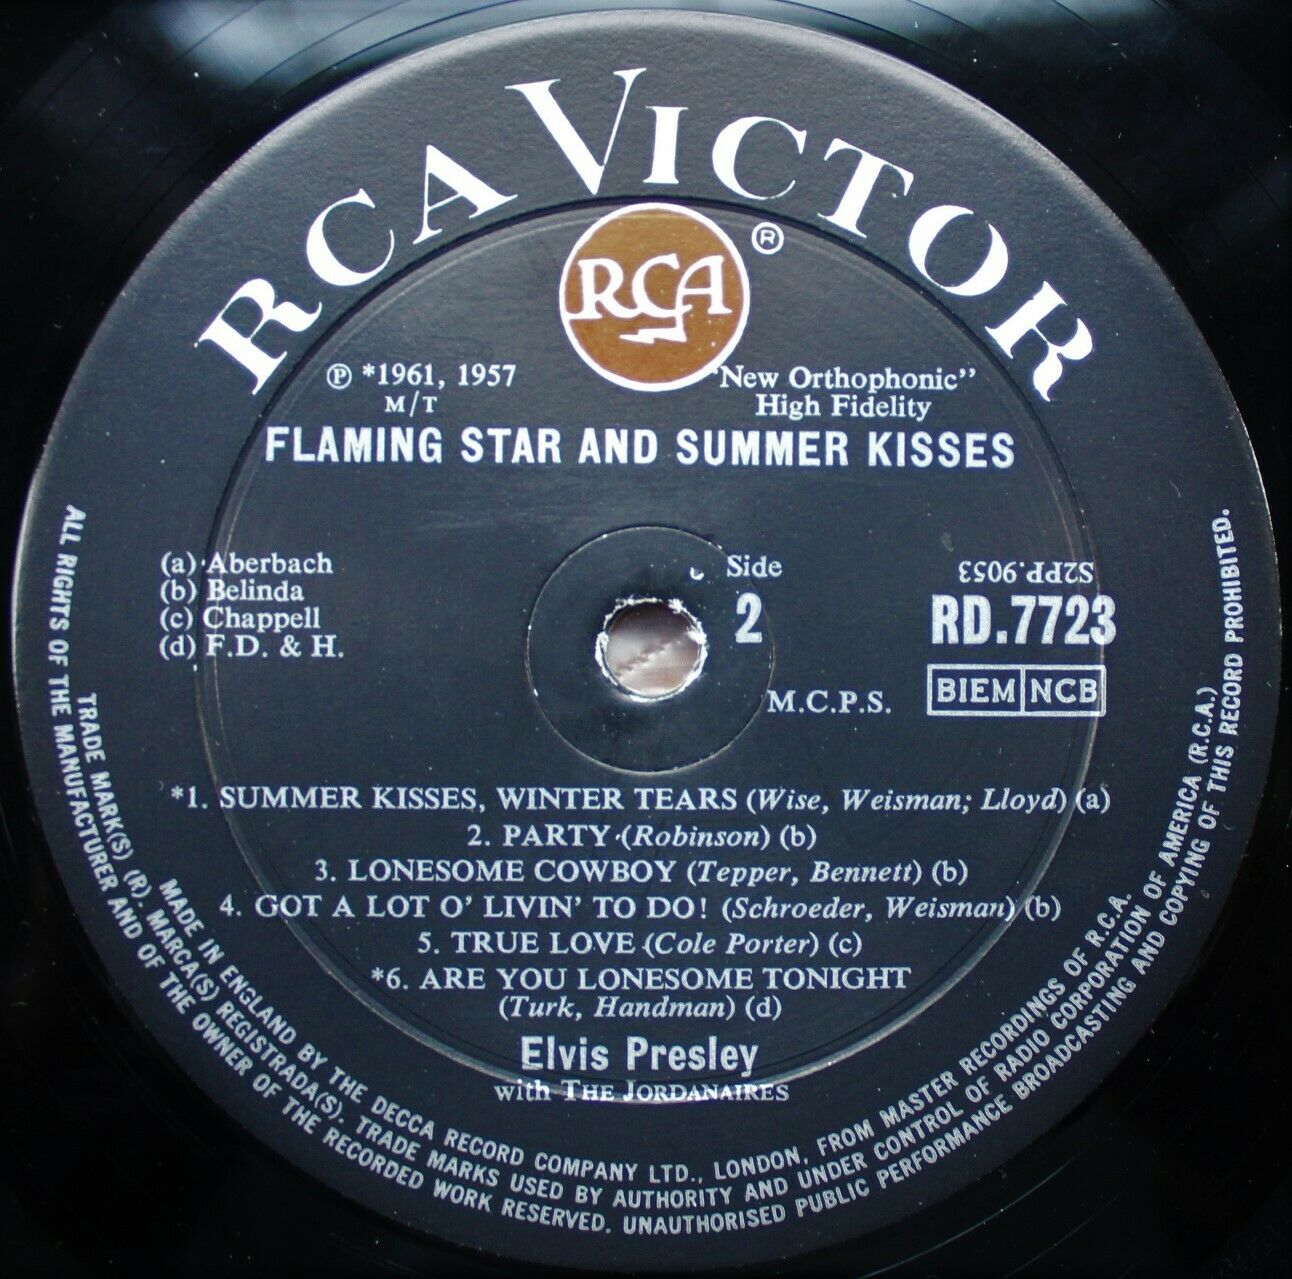 RCA VICTOR
RCA
®
℗ *1961, 1957
M/T
"New Orthophonic"
High Fidelity
FLAMING STAR AND SUMMER KISSES
(a) Aberbach
(b) Belinda
(c) Chappell
(d) F.D. & H.
Side
2
S2PP.9053
RD.7723
BIEM NCB
M.C.P.S.
*1. SUMMER KISSES, WINTER TEARS (Wise, Weisman; Lloyd) (a)
2. PARTY (Robinson) (b)
3. LONESOME COWBOY (Tepper, Bennett) (b)
4. GOT A LOT O' LIVIN' TO DO! (Schroeder, Weisman) (b)
5. TRUE LOVE (Cole Porter) (c)
*6. ARE YOU LONESOME TONIGHT
(Turk, Handman) (d)
Elvis Presley
with THE JORDANAIRES
MADE IN ENGLAND BY THE DECCA RECORD COMPANY LTD., LONDON, FROM MASTER RECORDINGS OF R.C.A.
TRADE MARK(S) (R). MARCA(S) REGISTRADA(S). TRADE MARKS USED BY AUTHORITY AND UNDER CONTROL OF RADIO CORPORATION OF AMERICA (R.C.A.)
ALL RIGHTS OF THE MANUFACTURER AND OF THE OWNER OF THE RECORDED WORK RESERVED. UNAUTHORISED PUBLIC PERFORMANCE BROADCASTING AND COPYING OF THIS RECORD PROHIBITED.